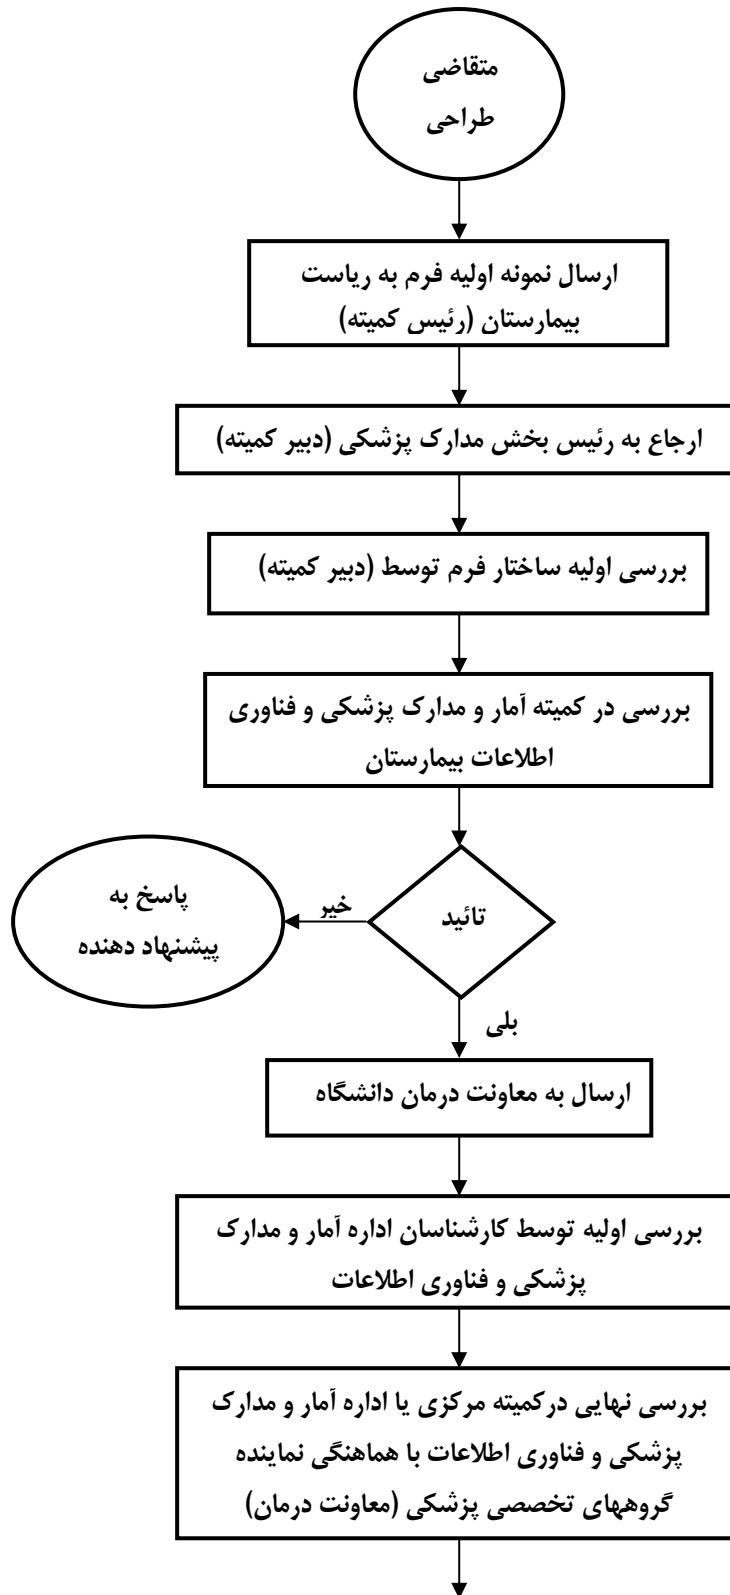 متقاضی
طراحی
ارسال نمونه اولیه فرم به ریاست
بیمارستان (رئیس کمیته)
ارجاع به رئیس بخش مدارک پزشکی (دبیر کمیته)
بررسی اولیه ساختار فرم توسط (دبیر کمیته)
بررسی در کمیته آمار و مدارک پزشکی و فناوری
اطلاعات بیمارستان
تائید
خیر
پاسخ به
پیشنهاد دهنده
بلی
ارسال به معاونت درمان دانشگاه
بررسی اولیه توسط کارشناسان اداره آمار و مدارک
پزشکی و فناوری اطلاعات
بررسی نهایی درکمیته مرکزی یا اداره آمار و مدارک
پزشکی و فناوری اطلاعات با هماهنگی نماینده
گروههای تخصصی پزشکی (معاونت درمان)